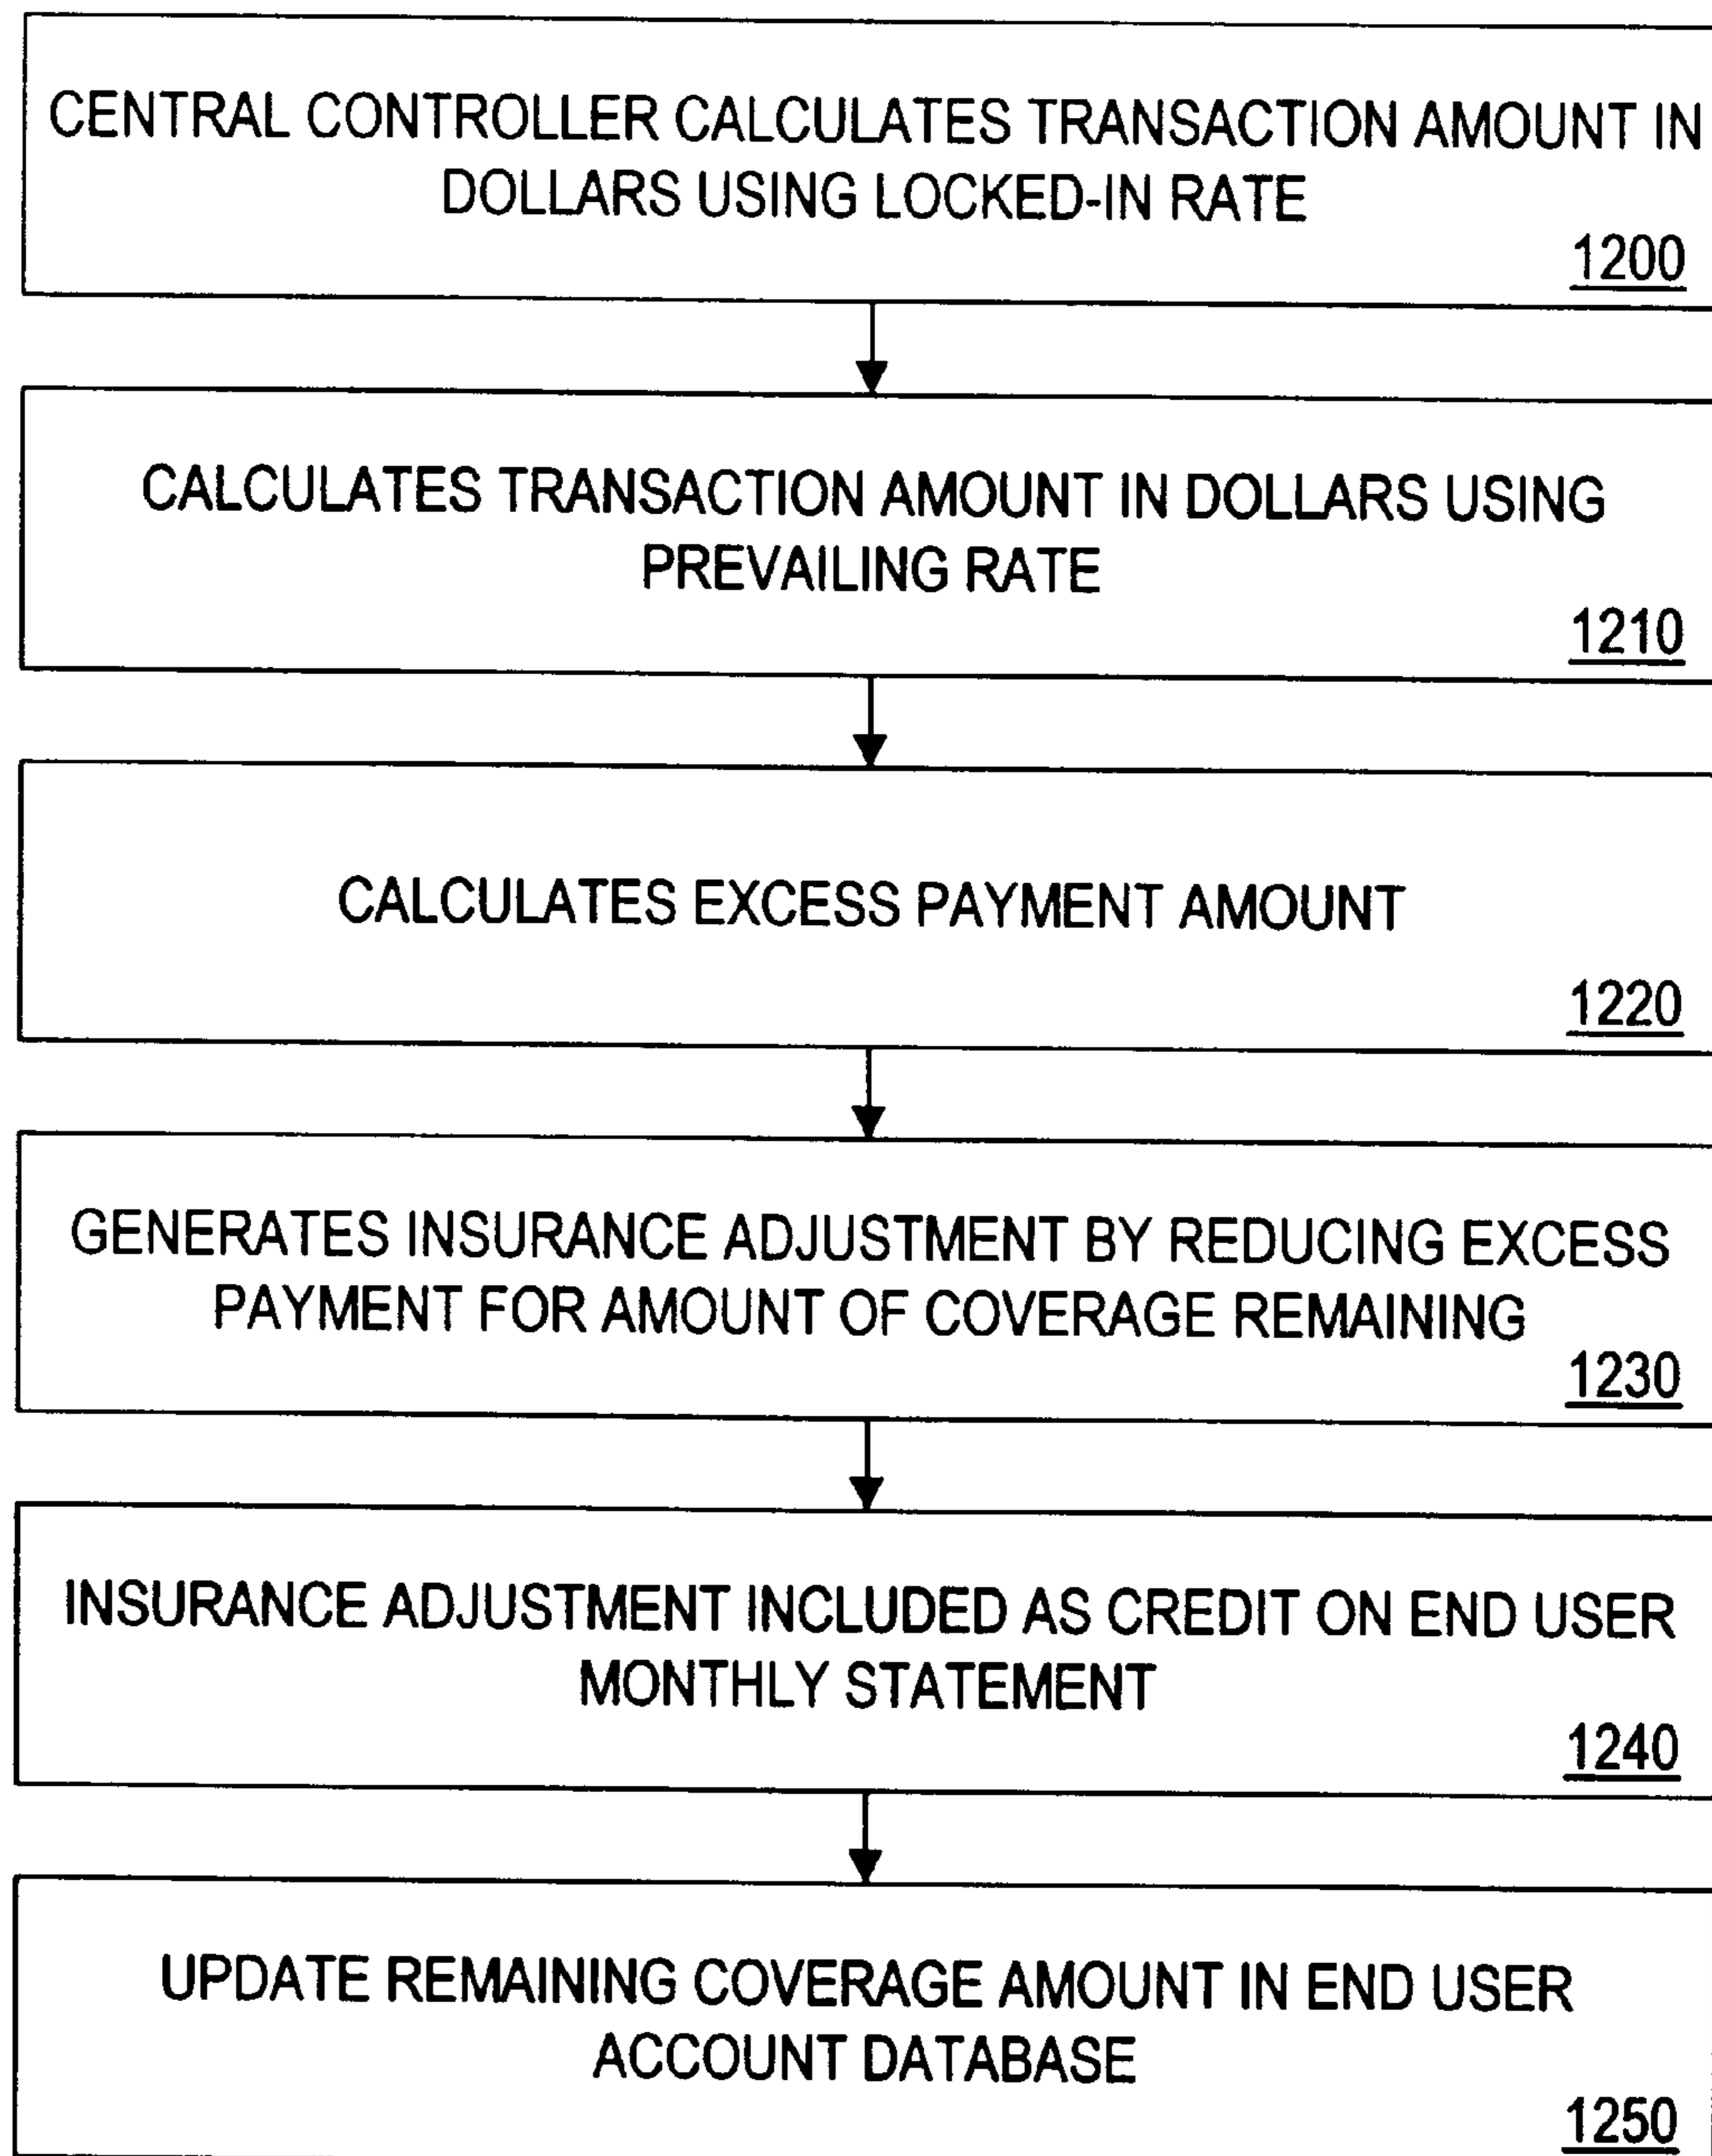 CENTRAL CONTROLLER CALCULATES TRANSACTION AMOUNT IN
DOLLARS USING LOCKED-IN RATE
1200
CALCULATES TRANSACTION AMOUNT IN DOLLARS USING
PREVAILING RATE
1210
CALCULATES EXCESS PAYMENT AMOUNT
1220
GENERATES INSURANCE ADJUSTMENT BY REDUCING EXCESS
PAYMENT FOR AMOUNT OF COVERAGE REMAINING
1230
INSURANCE ADJUSTMENT INCLUDED AS CREDIT ON END USER
MONTHLY STATEMENT
1240
UPDATE REMAINING COVERAGE AMOUNT IN END USER
ACCOUNT DATABASE
1250